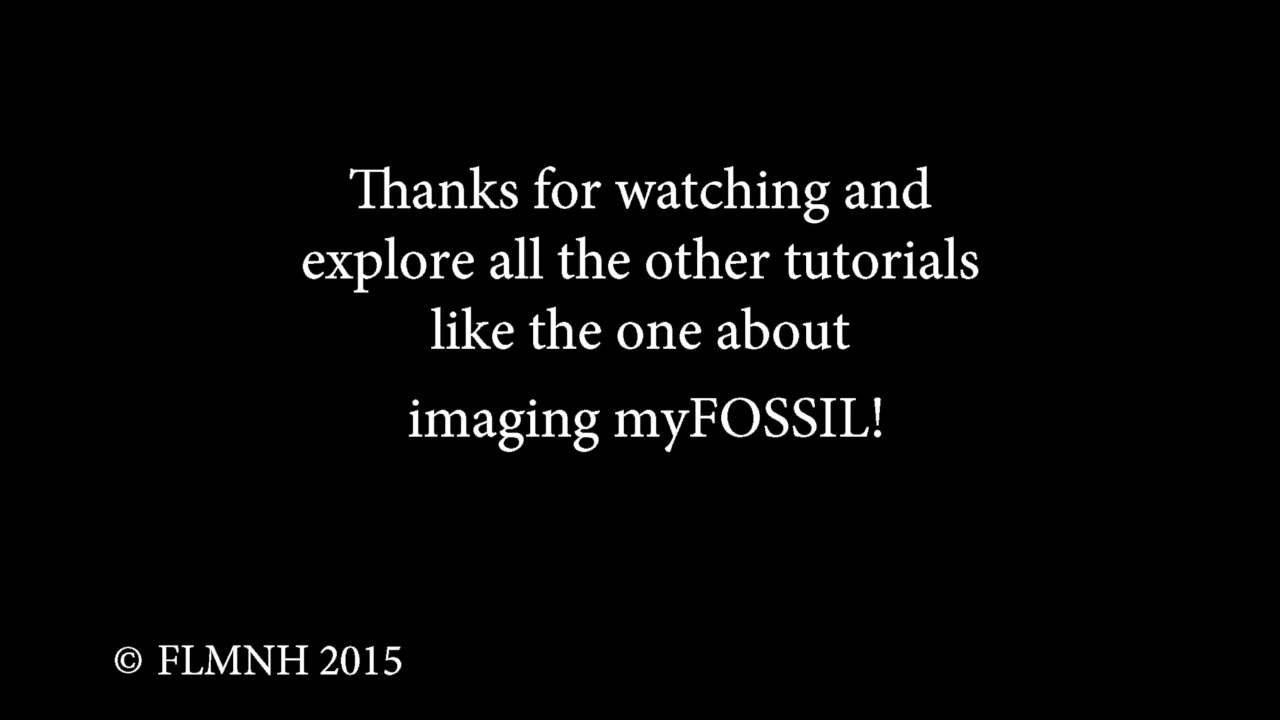 Thanks for watching and
explore all the other tutorials
like the one about
imaging myFOSSIL!
© FLMNH 2015